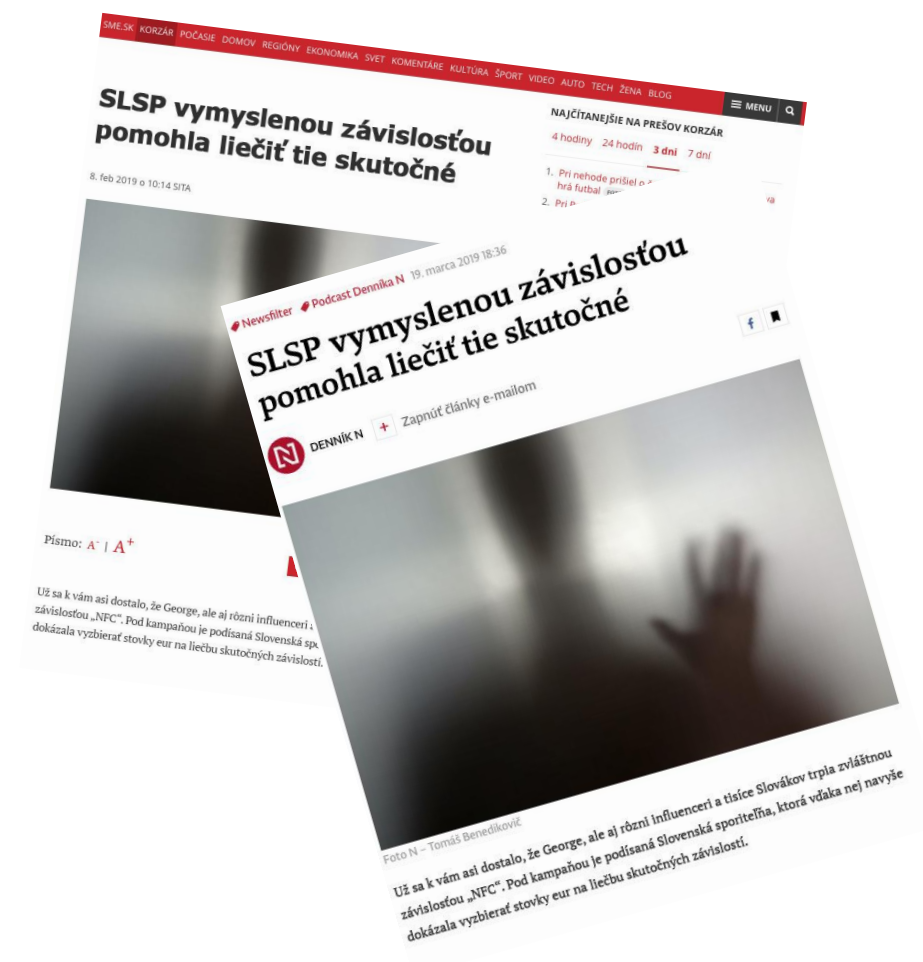 SME.SK KORZÁR POČASIE DOMOV REGIÓNY EKONOMIKA SVET KOMENTÁRE KULTÚRA ŠPORT VIDEO AUTO TECH ŽENA BLOG
MENU
SLSP vymyslenou závislosťou
pomohla liečiť tie skutočné
8. feb 2019 o 10:14 SITA
NAJČÍTANEJŠIE NA PREŠOV KORZÁR
4 hodiny 24 hodín 3 dni 7 dní
1. Pri nehode prišiel o
hrá futbal
2. Pri
Písmo: A- | A+
Už sa k vám asi dostalo, že George, ale aj rôzni influenceri
závislosťou „NFC“. Pod kampaňou je podísaná Slovenská
dokázala vyzbierať stovky eur na liečbu skutočných závislostí.
Newsfilter Podcast Denníka N 19. marca 2019 18:36
SLSP vymyslenou závislosťou
pomohla liečiť tie skutočné
f
N DENNÍK N + Zapnúť články e-mailom
Foto N – Tomáš Benedikovič
Už sa k vám asi dostalo, že George, ale aj rôzni influenceri a tisíce Slovákov trpia zvláštnou
závislosťou „NFC“. Pod kampaňou je podísaná Slovenská sporiteľňa, ktorá vďaka nej navyše
dokázala vyzbierať stovky eur na liečbu skutočných závislostí.